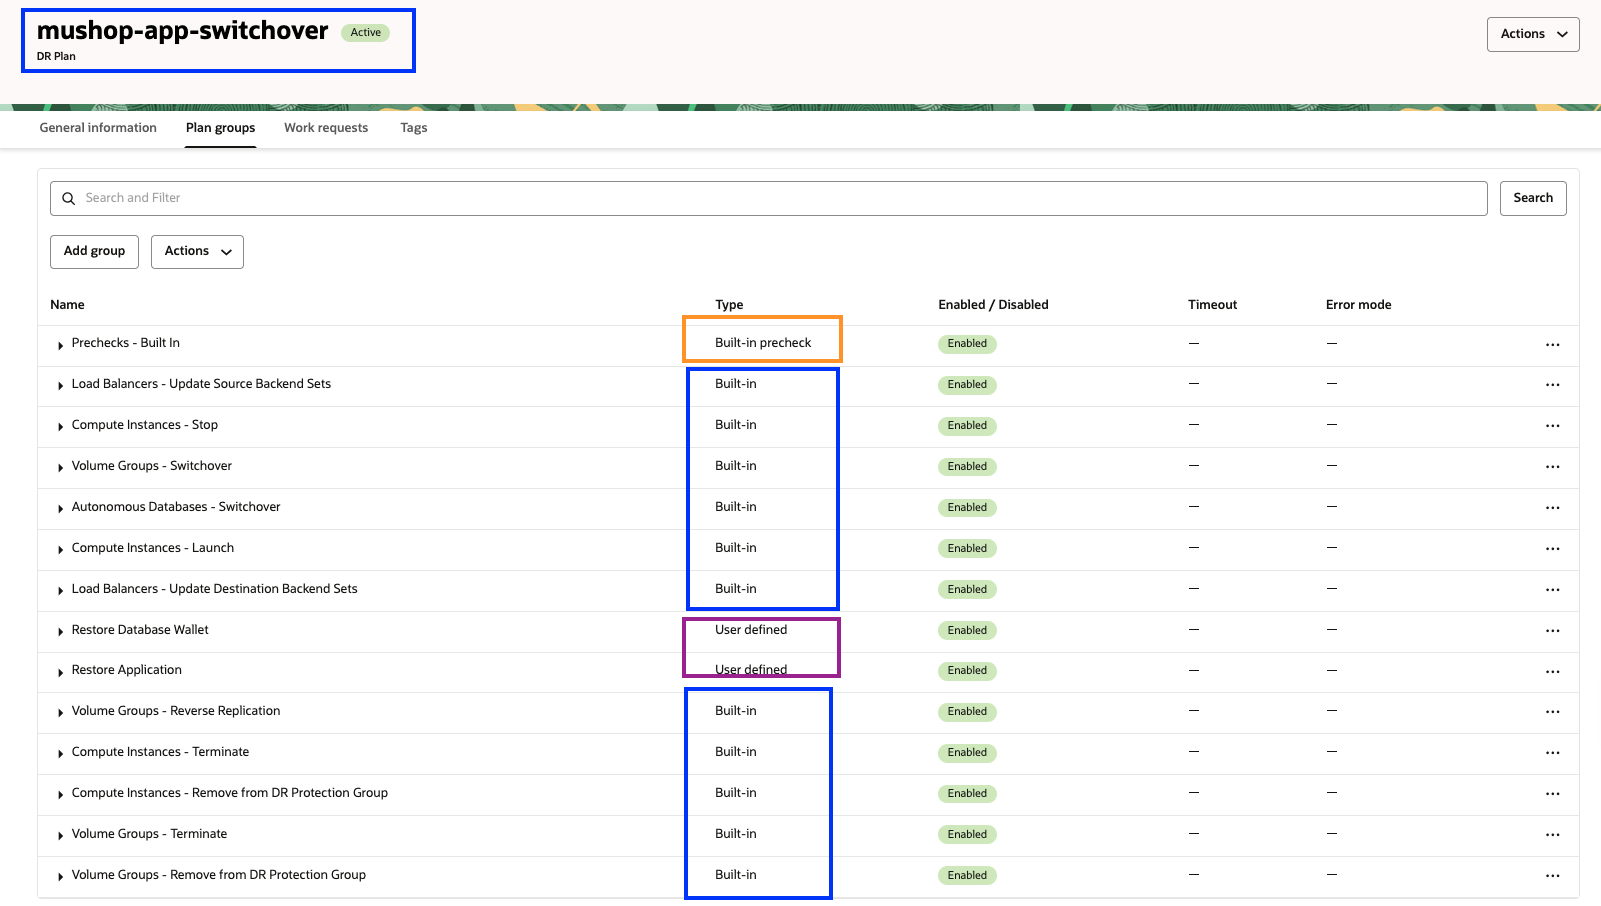 mushop-app-switchover Active
DR Plan
Actions
General information Plan groups Work requests Tags
Search and Filter Search
Add group Actions
Name Type Enabled / Disabled Timeout Error mode
Prechecks - Built In Built-in precheck Enabled — — ...
Load Balancers - Update Source Backend Sets Built-in Enabled — — ...
Compute Instances - Stop Built-in Enabled — — ...
Volume Groups - Switchover Built-in Enabled — — ...
Autonomous Databases - Switchover Built-in Enabled — — ...
Compute Instances - Launch Built-in Enabled — — ...
Load Balancers - Update Destination Backend Sets Built-in Enabled — — ...
Restore Database Wallet User defined Enabled — — ...
Restore Application User defined Enabled — — ...
Volume Groups - Reverse Replication Built-in Enabled — — ...
Compute Instances - Terminate Built-in Enabled — — ...
Compute Instances - Remove from DR Protection Group Built-in Enabled — — ...
Volume Groups - Terminate Built-in Enabled — — ...
Volume Groups - Remove from DR Protection Group Built-in Enabled — — ...